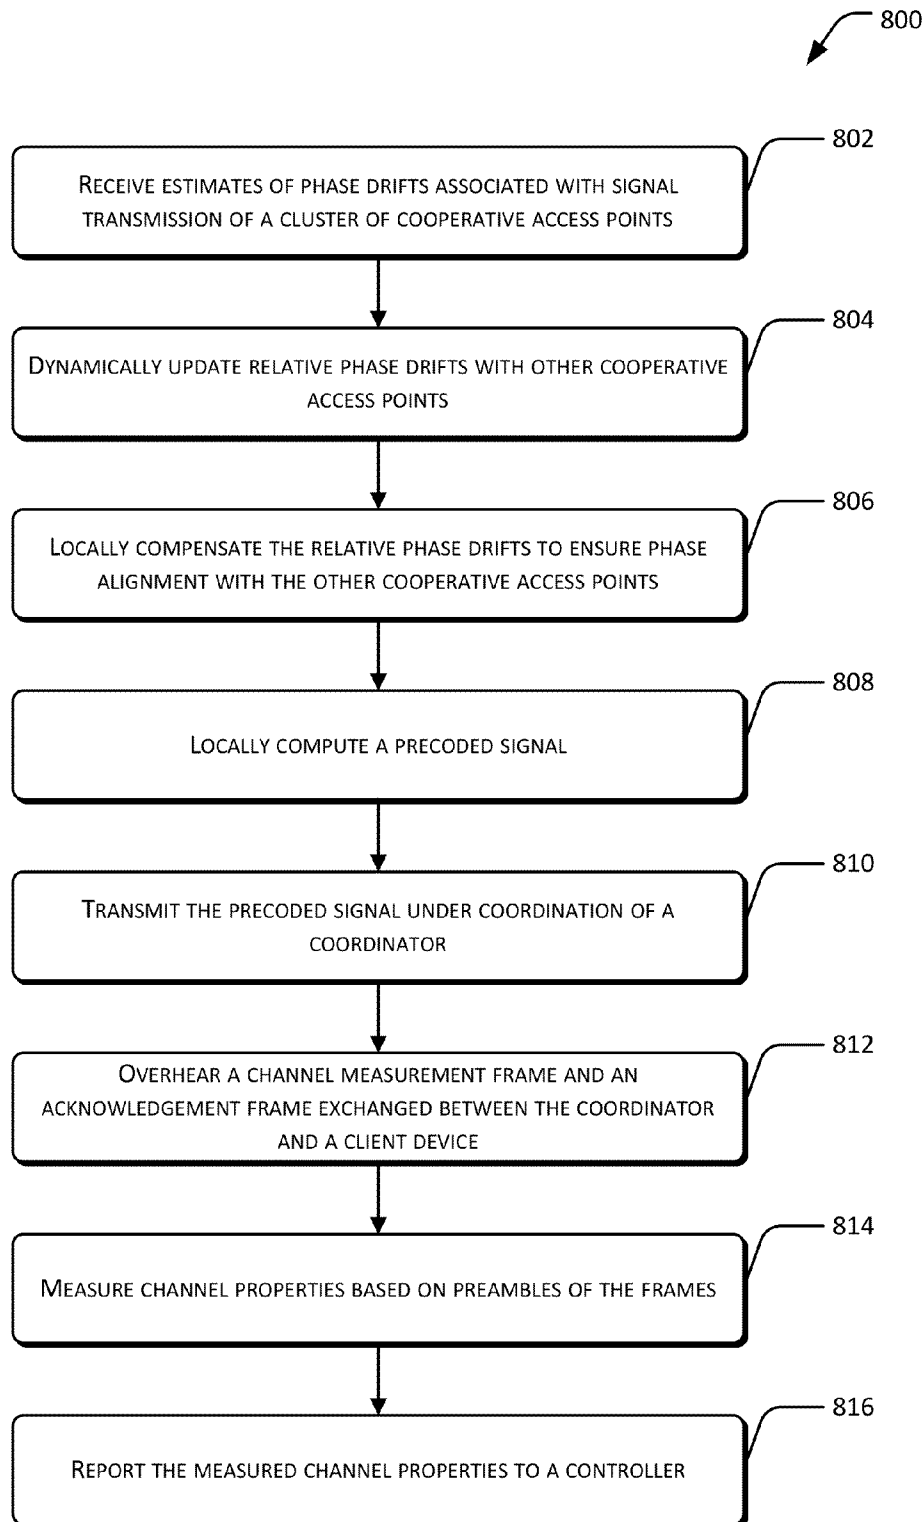 800
802
RECEIVE ESTIMATES OF PHASE DRIFTS ASSOCIATED WITH SIGNAL
TRANSMISSION OF A CLUSTER OF COOPERATIVE ACCESS POINTS
804
DYNAMICALLY UPDATE RELATIVE PHASE DRIFTS WITH OTHER COOPERATIVE
ACCESS POINTS
806
LOCALLY COMPENSATE THE RELATIVE PHASE DRIFTS TO ENSURE PHASE
ALIGNMENT WITH THE OTHER COOPERATIVE ACCESS POINTS
808
LOCALLY COMPUTE A PRECODED SIGNAL
810
TRANSMIT THE PRECODED SIGNAL UNDER COORDINATION OF A
COORDINATOR
812
OVERHEAR A CHANNEL MEASUREMENT FRAME AND AN
ACKNOWLEDGEMENT FRAME EXCHANGED BETWEEN THE COORDINATOR
AND A CLIENT DEVICE
814
MEASURE CHANNEL PROPERTIES BASED ON PREAMBLES OF THE FRAMES
816
REPORT THE MEASURED CHANNEL PROPERTIES TO A CONTROLLER